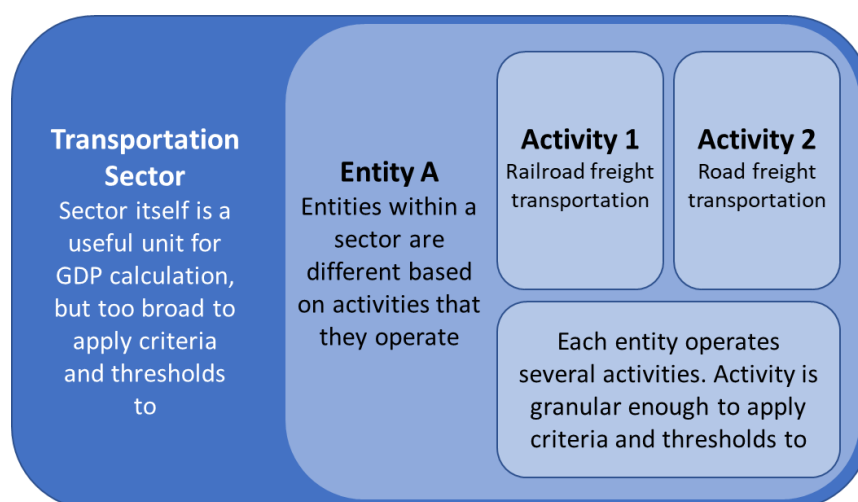 Transportation
Sector
Sector itself is a
useful unit for
GDP calculation,
but too broad to
apply criteria
and thresholds
to
Entity A
Entities within a
sector are
different based
on activities that
they operate
Activity 1
Railroad freight
transportation
Activity 2
Road freight
transportation
Each entity operates
several activities. Activity is
granular enough to apply
criteria and thresholds to